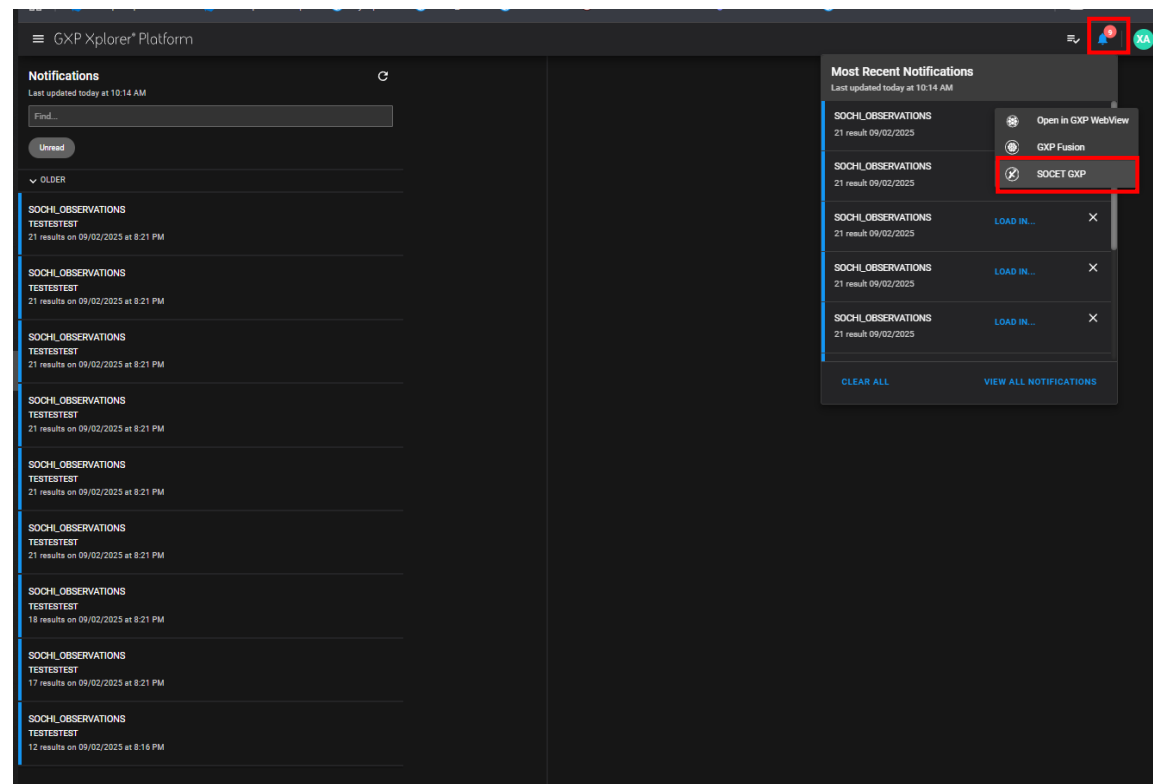 GXP Xplorer® Platform
9
XA
Notifications
Last updated today at 10:14 AM
Find...
Unread
OLDER
SOCHI_OBSERVATIONS
TESTESTEST
21 results on 09/02/2025 at 8:21 PM
SOCHI_OBSERVATIONS
TESTESTEST
21 results on 09/02/2025 at 8:21 PM
SOCHI_OBSERVATIONS
TESTESTEST
21 results on 09/02/2025 at 8:21 PM
SOCHI_OBSERVATIONS
TESTESTEST
21 results on 09/02/2025 at 8:21 PM
SOCHI_OBSERVATIONS
TESTESTEST
21 results on 09/02/2025 at 8:21 PM
SOCHI_OBSERVATIONS
TESTESTEST
21 results on 09/02/2025 at 8:21 PM
SOCHI_OBSERVATIONS
TESTESTEST
18 results on 09/02/2025 at 8:21 PM
SOCHI_OBSERVATIONS
TESTESTEST
17 results on 09/02/2025 at 8:21 PM
SOCHI_OBSERVATIONS
TESTESTEST
12 results on 09/02/2025 at 8:16 PM
Most Recent Notifications
Last updated today at 10:14 AM
SOCHI_OBSERVATIONS
21 result 09/02/2025
Open in GXP WebView
GXP Fusion
SOCET GXP
SOCHI_OBSERVATIONS
21 result 09/02/2025
SOCHI_OBSERVATIONS
LOAD IN...
21 result 09/02/2025
SOCHI_OBSERVATIONS
LOAD IN...
21 result 09/02/2025
SOCHI_OBSERVATIONS
LOAD IN...
21 result 09/02/2025
CLEAR ALL
VIEW ALL NOTIFICATIONS